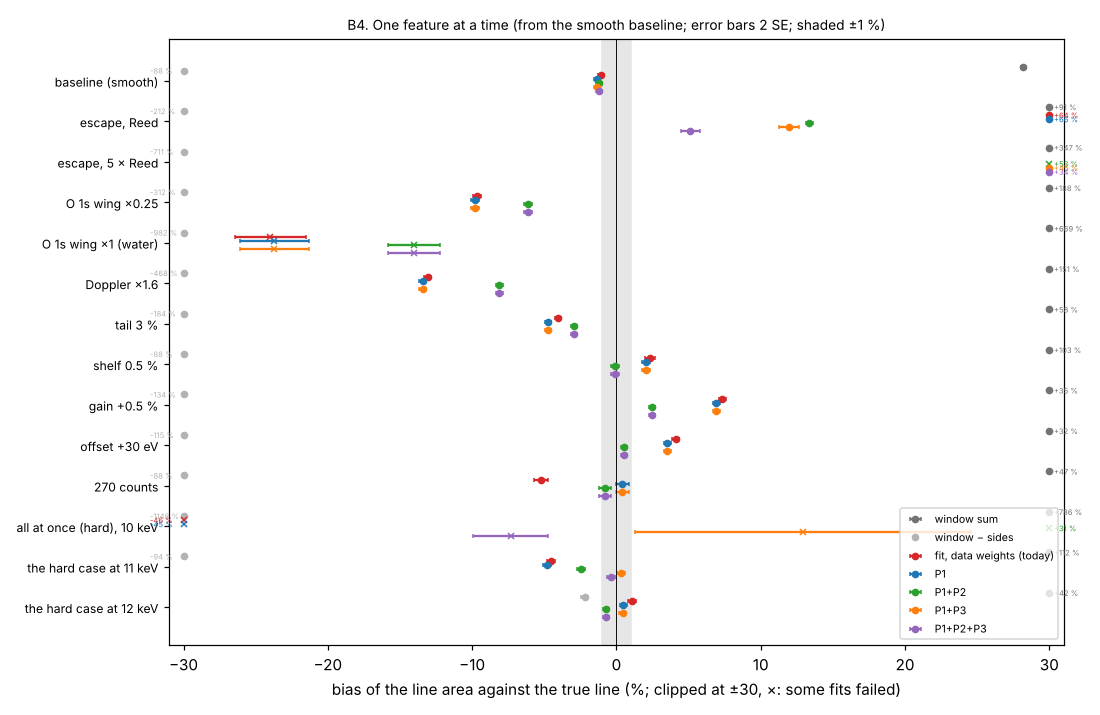 B4. One feature at a time (from the smooth baseline; error bars 2 SE; shaded ±1 %)
-88 %
baseline (smooth)
-212 %
+91 %
escape, Reed
-711 %
+347 %
escape, 5 × Reed
-312 %
+188 %
O 1s wing ×0.25
-982 %
+659 %
O 1s wing ×1 (water)
-468 %
+151 %
Doppler ×1.6
-164 %
+58 %
tail 3 %
-88 %
+103 %
shelf 0.5 %
-134 %
+35 %
gain +0.5 %
-115 %
+32 %
offset +30 eV
-88 %
+47 %
270 counts
all at once (hard), 10 keV
-94 %
the hard case at 11 keV
the hard case at 12 keV
window sum
window − sides
fit, data weights (today)
P1
P1+P2
P1+P3
P1+P2+P3
−30 −20 −10 0 10 20 30
bias of the line area against the true line (%; clipped at ±30, ×: some fits failed)